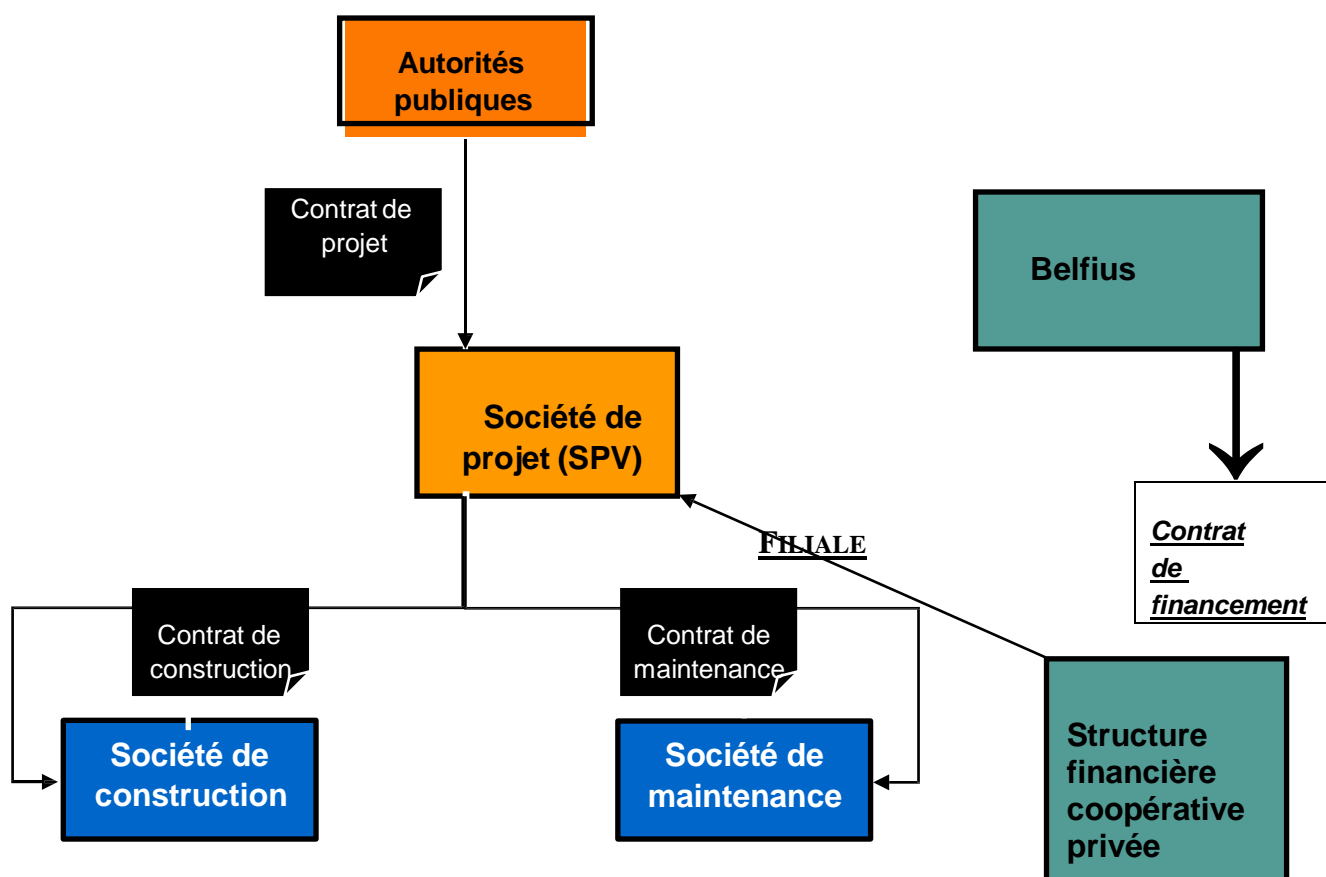 Autorités
publiques
Contrat de
projet
Belfius
Société de
projet (SPV)
Contrat
de
financement
FILIALE
Contrat de
construction
Contrat de
maintenance
Société de
construction
Société de
maintenance
Structure
financière
coopérative
privée